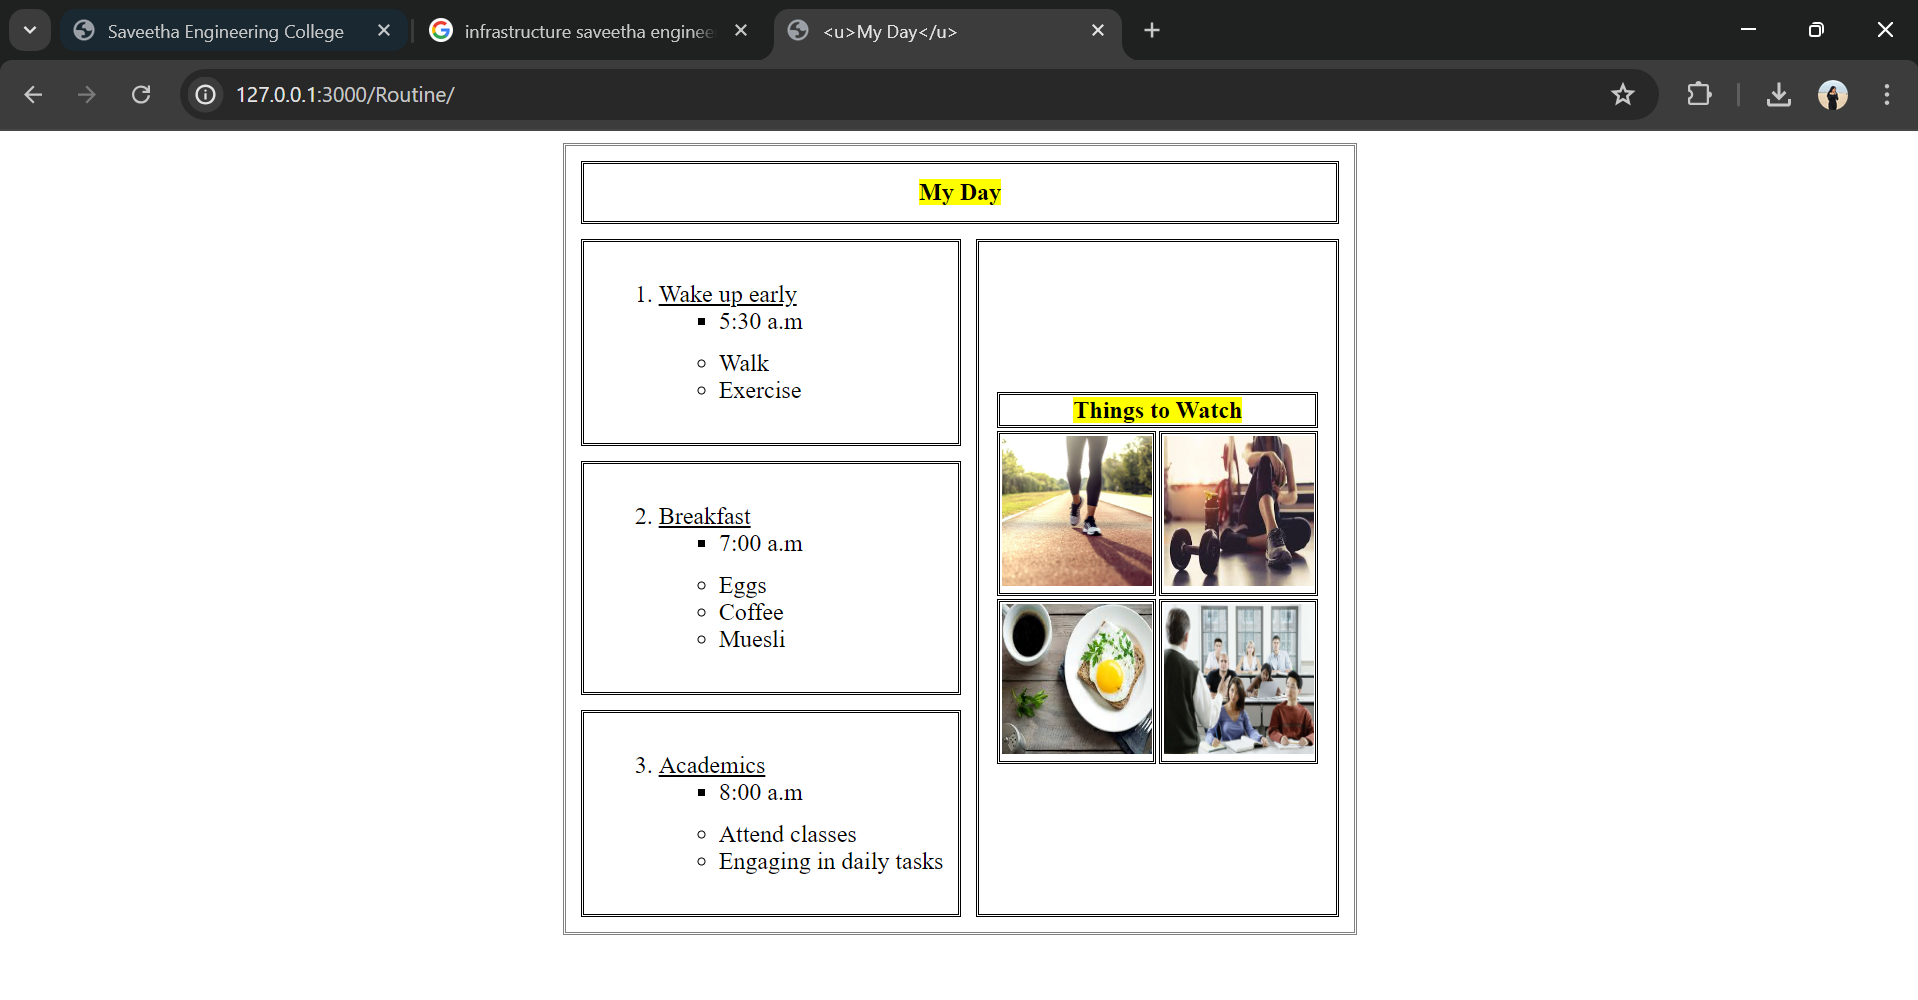 Saveetha Engineering College
infrastructure saveetha enginee
<u>My Day</u>
127.0.0.1:3000/Routine/
My Day
1. Wake up early
5:30 a.m
Walk
Exercise
2. Breakfast
7:00 a.m
Eggs
Coffee
Muesli
3. Academics
8:00 a.m
Attend classes
Engaging in daily tasks
Things to Watch